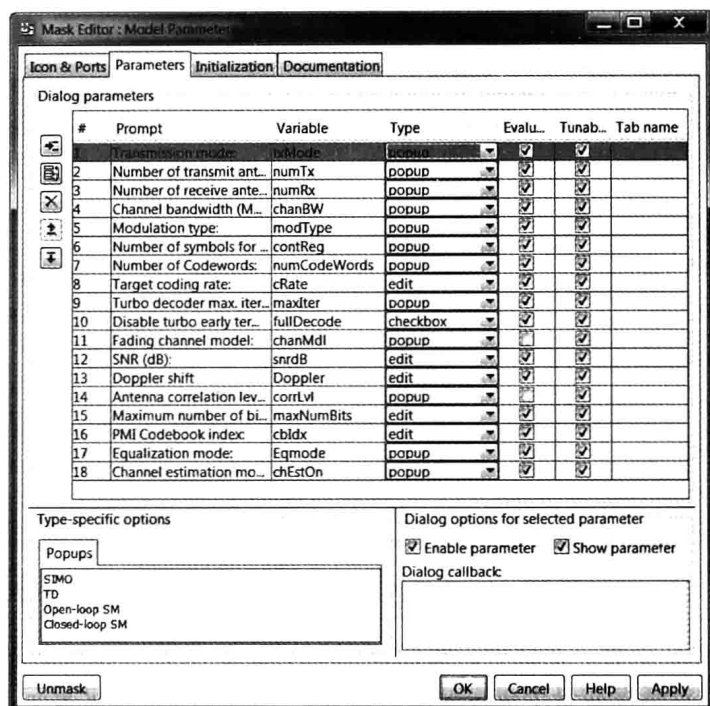 Mask Editor : Model Parameters
Icon & Ports Parameters Initialization Documentation
Dialog parameters
# Prompt Variable Type Evalu... Tunab... Tab name
1 Transmission mode: txMode popup
2 Number of transmit ant... numTx popup
3 Number of receive ante... numRx popup
4 Channel bandwidth (M... chanBW popup
5 Modulation type: modType popup
6 Number of symbols for ... contReg popup
7 Number of Codewords: numCodeWords popup
8 Target coding rate: cRate edit
9 Turbo decoder max. iter... maxIter popup
10 Disable turbo early ter... fullDecode checkbox
11 Fading channel model: chanMdl popup
12 SNR (dB): snrdB edit
13 Doppler shift Doppler edit
14 Antenna correlation lev... corrLvl popup
15 Maximum number of bi... maxNumBits edit
16 PMI Codebook index: cbIdx edit
17 Equalization mode: Eqmode popup
18 Channel estimation mo... chEstOn popup
Type-specific options
Popups
SIMO
TD
Open-loop SM
Closed-loop SM
Dialog options for selected parameter
Enable parameter Show parameter
Dialog callback:
Unmask OK Cancel Help Apply